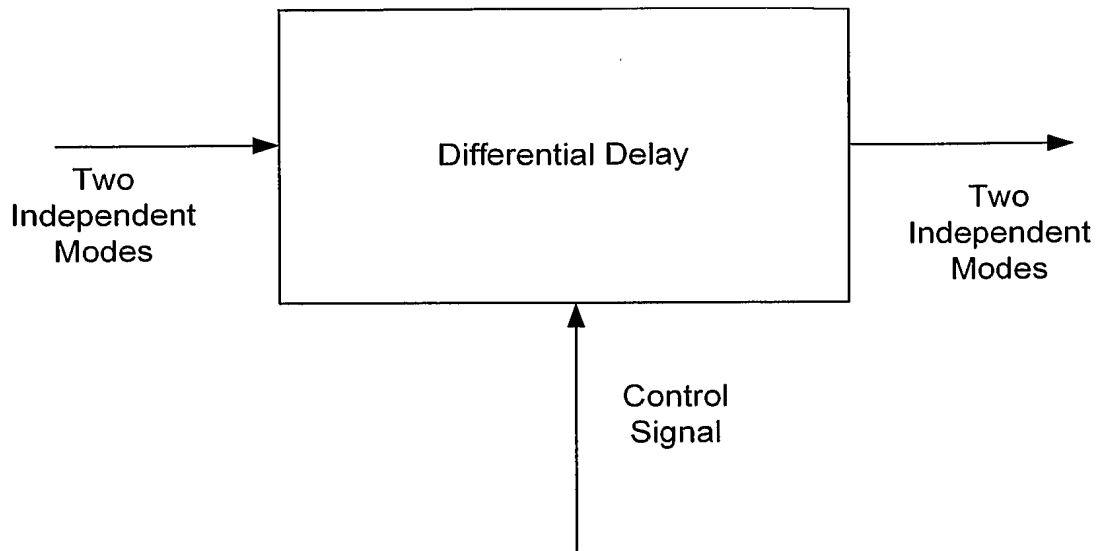 Differential Delay
Two
Independent
Modes
Two
Independent
Modes
Control
Signal